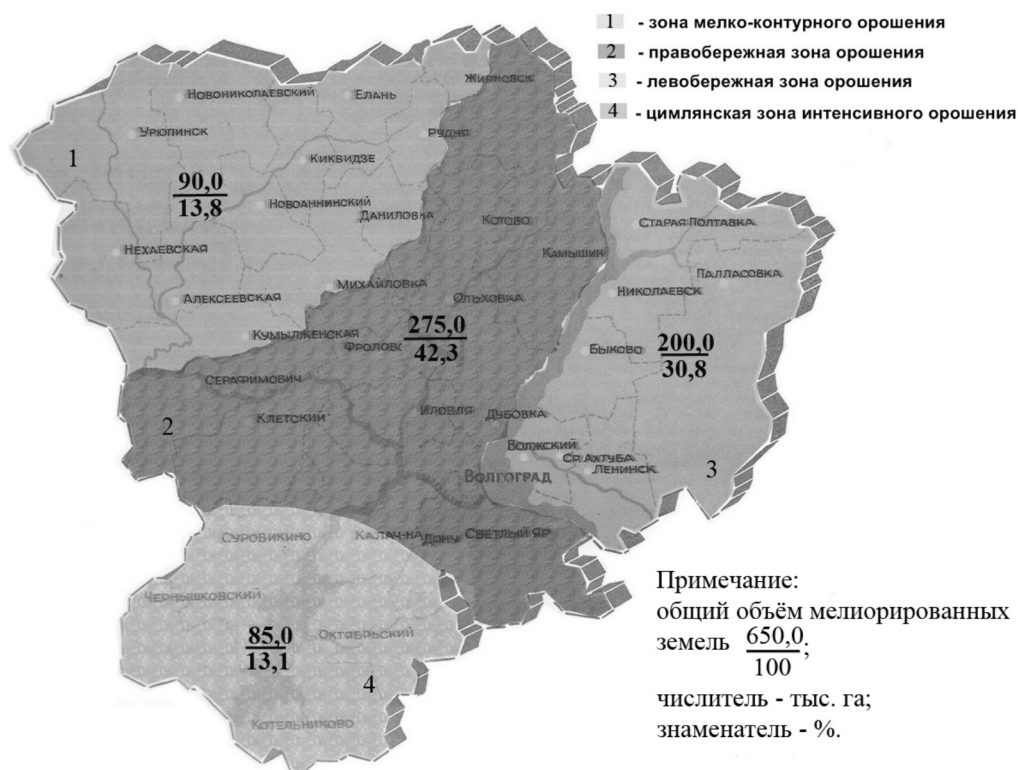 1 - зона мелко-контурного орошения
2 - правобережная зона орошения
3 - левобережная зона орошения
4 - цимлянская зона интенсивного орошения
Жирновск
Новониколаевский
Елань
Урюпинск
Рудня
1
Киквидзе
90,0
13,8
Новоаннинский
Даниловка
Котово
Старая Полтавка
Нехаевская
Камышин
Палласовка
Михайловка
Николаевск
Алексеевская
Ольховка
Кумылженская
275,0
42,3
Фролово
Быково
200,0
30,8
Серафимович
Клетский
Иловля
Дубовка
2
Волжский
Ср.Ахтуба
Ленинск
3
Волгоград
Суровикино
Калач-на Дону
Светлый Яр
Чернышковский
85,0
13,1
Октябрьский
4
Котельниково
Примечание:
общий объём мелиорированных
земель 650,0
100;
числитель - тыс. га;
знаменатель - %.